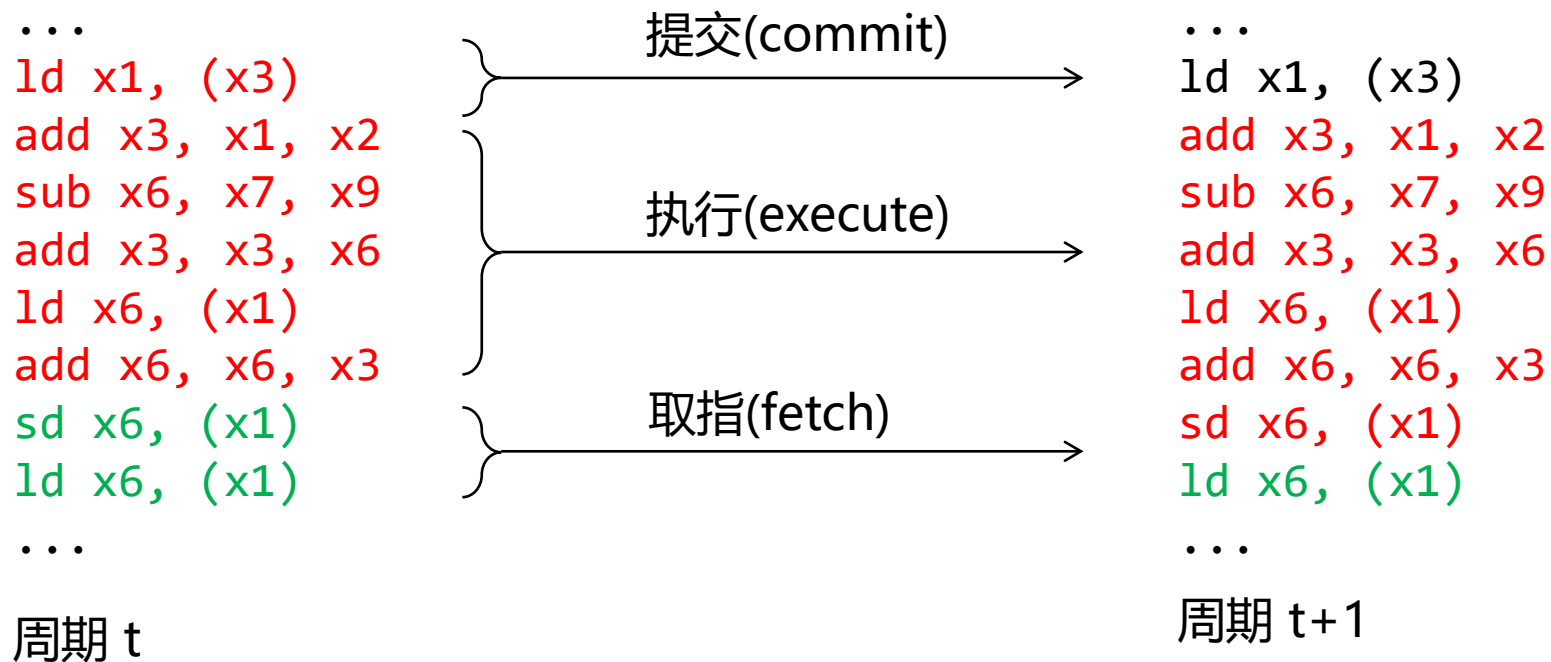 ...
ld x1, (x3)
add x3, x1, x2
sub x6, x7, x9
add x3, x3, x6
ld x6, (x1)
add x6, x6, x3
sd x6, (x1)
ld x6, (x1)
...
周期 t
提交(commit)
执行(execute)
取指(fetch)
...
ld x1, (x3)
add x3, x1, x2
sub x6, x7, x9
add x3, x3, x6
ld x6, (x1)
add x6, x6, x3
sd x6, (x1)
ld x6, (x1)
...
周期 t+1